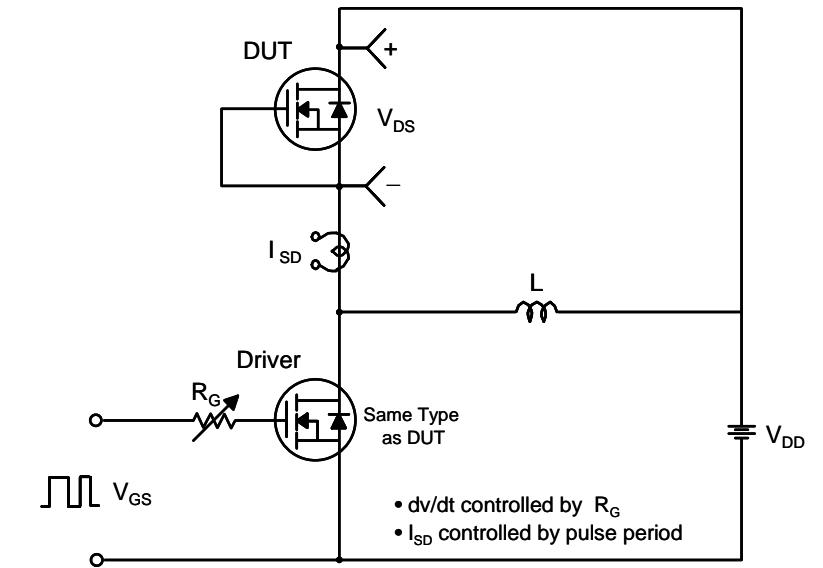 DUT
+
V_DS
−
I_SD
L
Driver
R_G
Same Type
as DUT
V_DD
V_GS
• dv/dt controlled by R_G
• I_SD controlled by pulse period